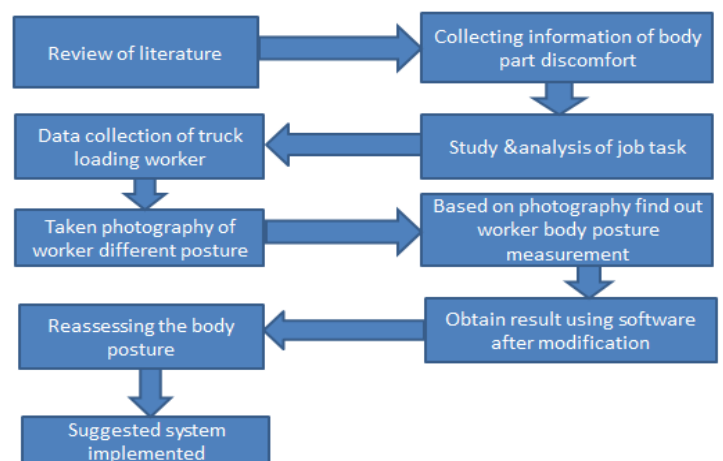 Review of literature
Collecting information of body
part discomfort
Study &analysis of job task
Data collection of truck
loading worker
Taken photography of
worker different posture
Based on photography find out
worker body posture
measurement
Obtain result using software
after modification
Reassessing the body
posture
Suggested system
implemented